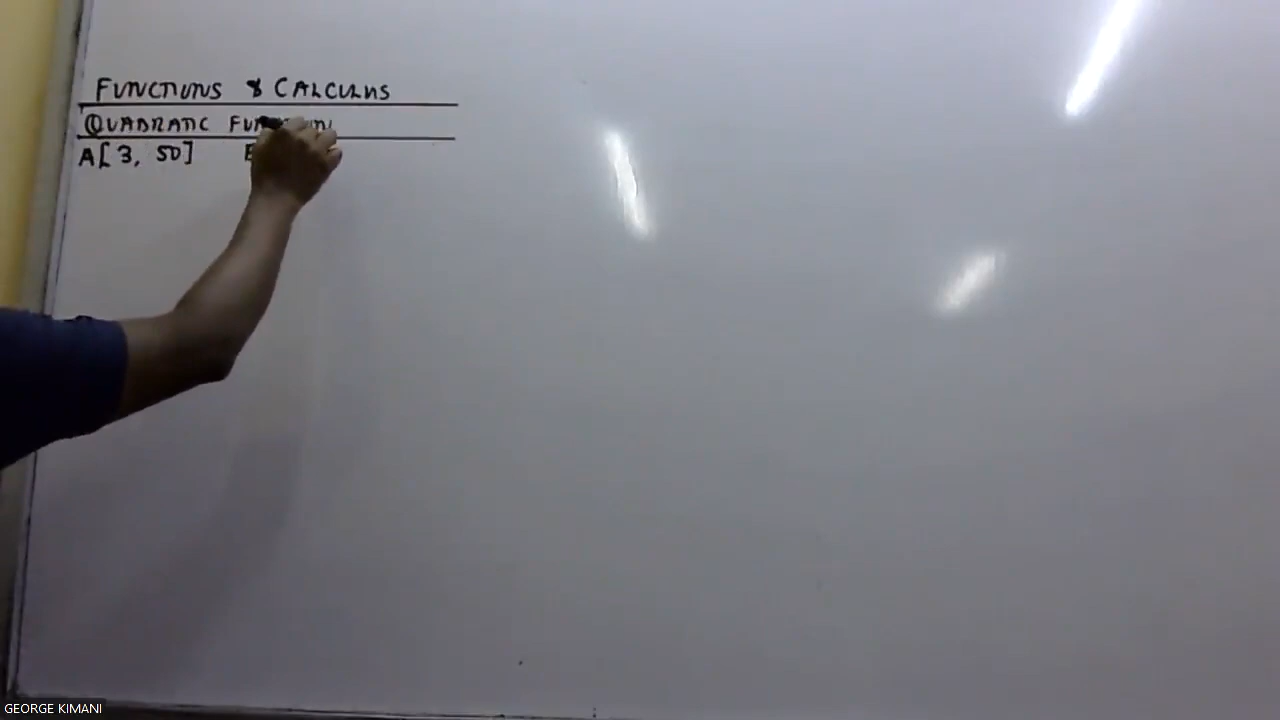 FUNCTIONS & CALCULUS
QUADRATIC
A[3, 50]
GEORGE KIMANI